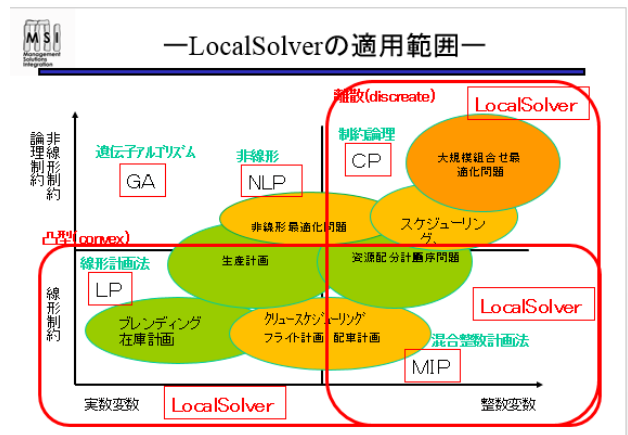 MSI
Management
Solutions
Integration
―LocalSolverの適用範囲―
離散(discreate)
LocalSolver
非線形制約
論理制約
遺伝子アルゴリズム
GA
非線形
NLP
制約論理
CP
大規模組合せ最
適化問題
非線形最適化問題
スケジューリン
グ、
凸型(convex)
線形計画法
LP
生産計画
資源配分計画
順序問題
線形制約
ブレンディング
在庫計画
クリュースケジューリング
フライト計画 配車計画
LocalSolver
混合整数計画法
MIP
実数変数
LocalSolver
整数変数